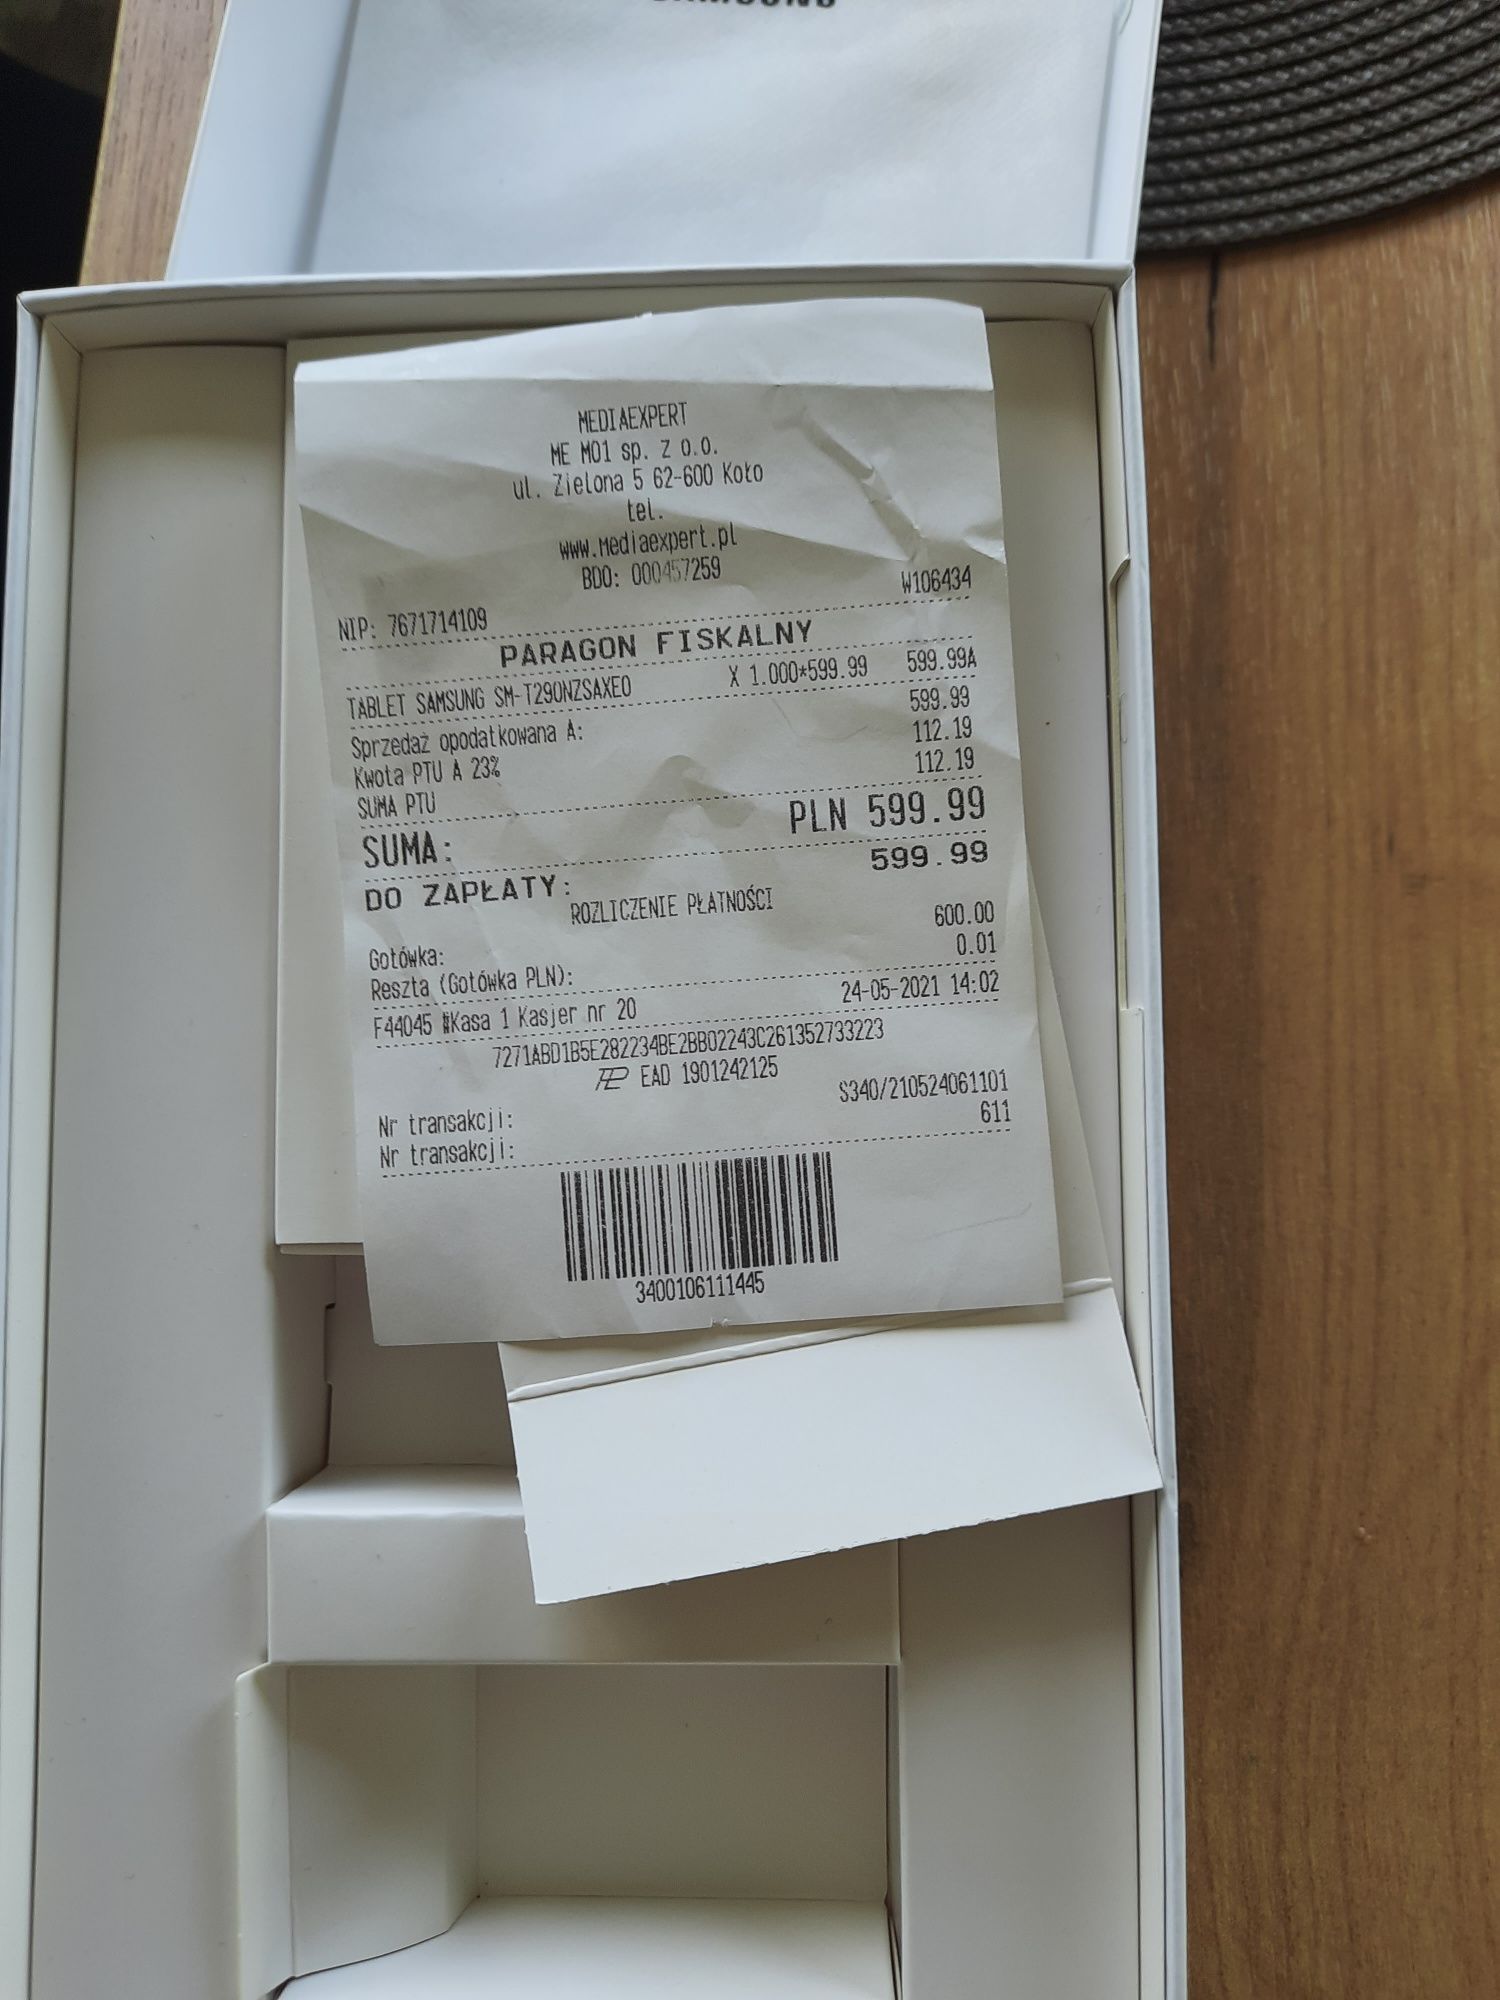 SAMSUNG
MEDIAEXPERT
ME M01 sp. Z o.o.
ul. Zielona 5 62-600 Koło
tel.
www.mediaexpert.pl
BDO: 000457259
NIP: 7671714109 W106434
PARAGON FISKALNY
TABLET SAMSUNG SM-T290NZSAXEO X 1.000*599.99 599.99A
Sprzedaż opodatkowana A: 599.99
Kwota PTU A 23% 112.19
SUMA PTU 112.19
SUMA: PLN 599.99
DO ZAPŁATY: 599.99
ROZLICZENIE PŁATNOŚCI
Gotówka: 600.00
Reszta (Gotówka PLN): 0.01
F44045 #Kasa 1 Kasjer nr 20 24-05-2021 14:02
7271ABD1B5E282234BE2BB02243C261352733223
EAD 1901242125
Nr transakcji: S340/210524061101
Nr transakcji: 611
3400106111445